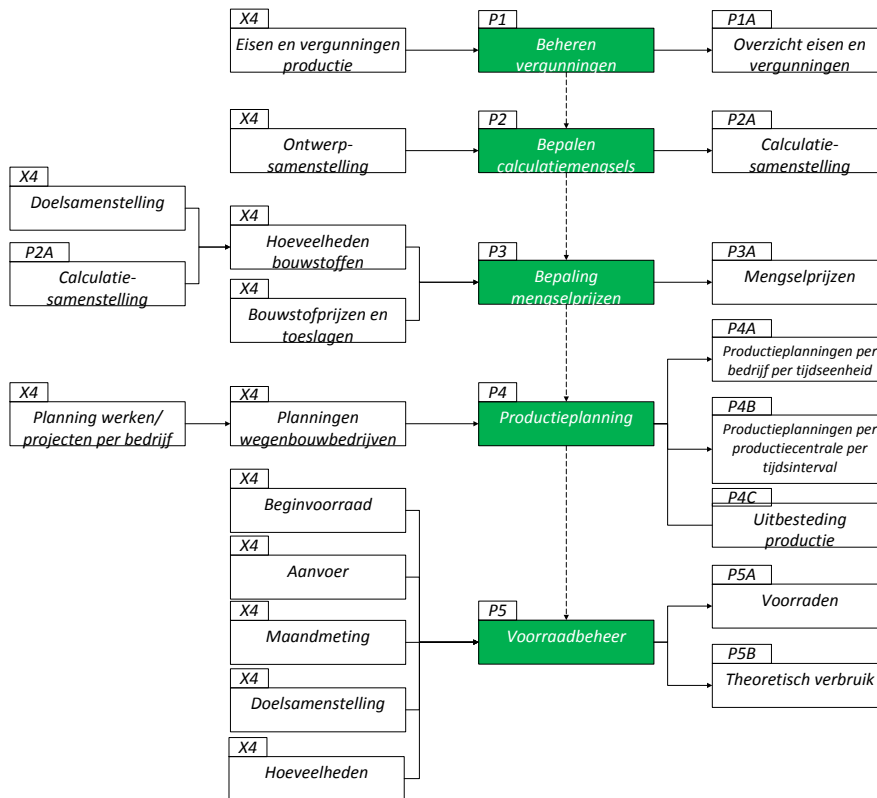 X4
Eisen en vergunningen
productie
P1
Beheren
vergunningen
P1A
Overzicht eisen en
vergunningen
X4
Ontwerp-
samenstelling
P2
Bepalen
calculatiemengsels
P2A
Calculatie-
samenstelling
X4
Doelsamenstelling
P2A
Calculatie-
samenstelling
X4
Hoeveelheden
bouwstoffen
X4
Bouwstofprijzen en
toeslagen
P3
Bepaling
mengselprijzen
P3A
Mengselprijzen
X4
Planning werken/
projecten per bedrijf
X4
Planningen
wegenbouwbedrijven
P4
Productieplanning
P4A
Productieplanningen per
bedrijf per tijdseenheid
P4B
Productieplanningen per
productiecentrale per
tijdsinterval
P4C
Uitbesteding
productie
X4
Beginvoorraad
X4
Aanvoer
X4
Maandmeting
X4
Doelsamenstelling
X4
Hoeveelheden
P5
Voorraadbeheer
P5A
Voorraden
P5B
Theoretisch verbruik